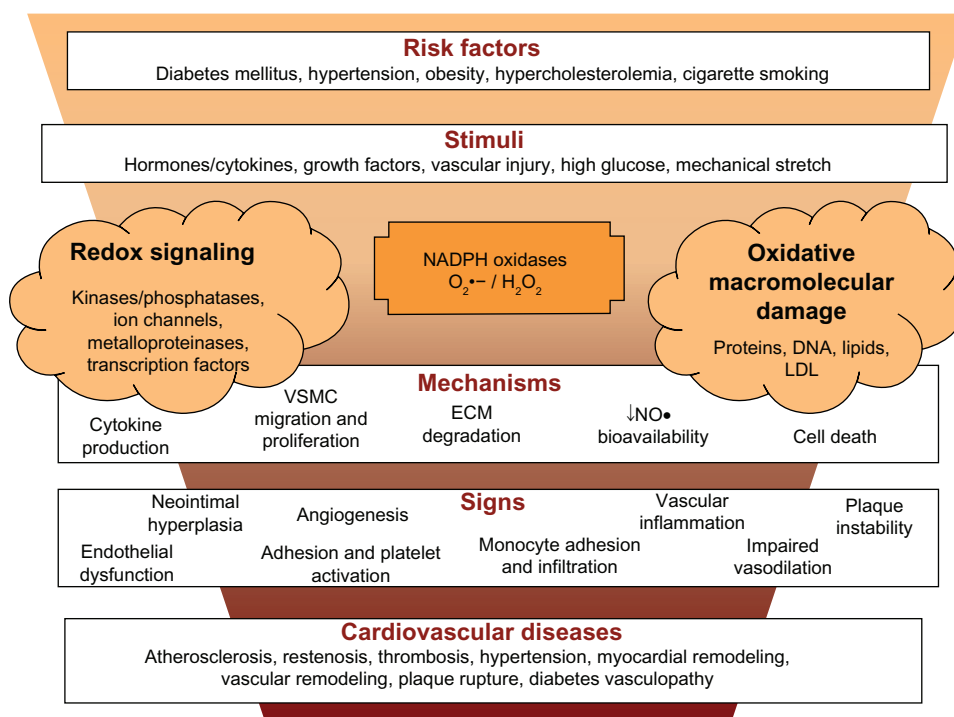 Risk factors
Diabetes mellitus, hypertension, obesity, hypercholesterolemia, cigarette smoking
Stimuli
Hormones/cytokines, growth factors, vascular injury, high glucose, mechanical stretch
Redox signaling
Kinases/phosphatases,
ion channels,
metalloproteinases,
transcription factors
NADPH oxidases
O₂•− / H₂O₂
Oxidative
macromolecular
damage
Proteins, DNA, lipids,
LDL
Mechanisms
Cytokine
production
VSMC
migration and
proliferation
ECM
degradation
↓NO•
bioavailability
Cell death
Signs
Neointimal
hyperplasia
Angiogenesis
Vascular
inflammation
Plaque
instability
Endothelial
dysfunction
Adhesion and platelet
activation
Monocyte adhesion
and infiltration
Impaired
vasodilation
Cardiovascular diseases
Atherosclerosis, restenosis, thrombosis, hypertension, myocardial remodeling,
vascular remodeling, plaque rupture, diabetes vasculopathy